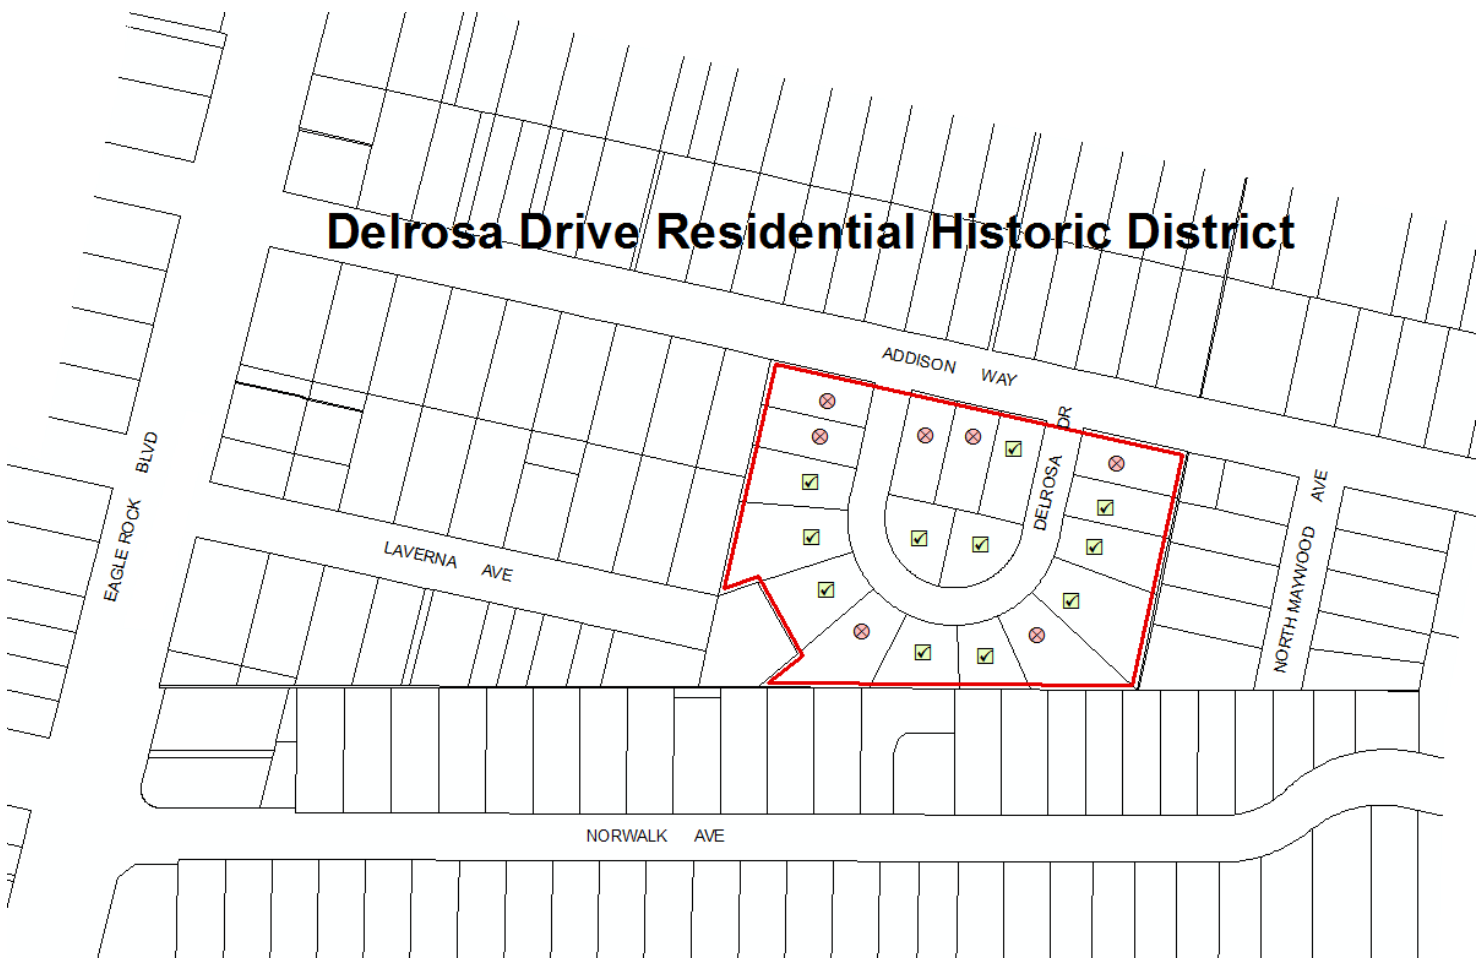 Delrosa Drive Residential Historic District
ADDISON WAY
DELROSA DR
EAGLE ROCK BLVD
LAVERNA AVE
NORTH MAYWOOD AVE
NORWALK AVE